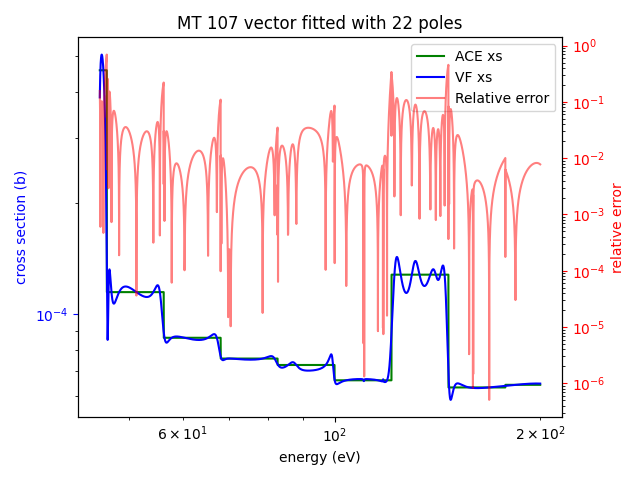 MT 107 vector fitted with 22 poles
ACE xs
VF xs
Relative error
cross section (b)
10⁻⁴
10⁰
10⁻¹
10⁻²
10⁻³
10⁻⁴
10⁻⁵
10⁻⁶
relative error
6 × 10¹
10²
2 × 10²
energy (eV)